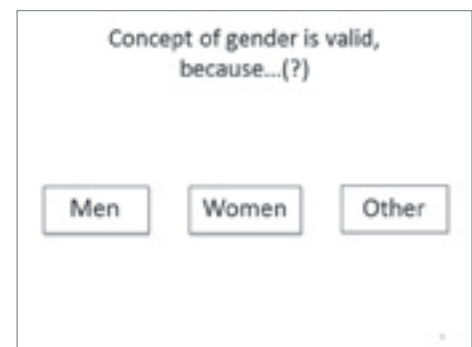 Concept of gender is valid,
because...(?)
Men Women Other